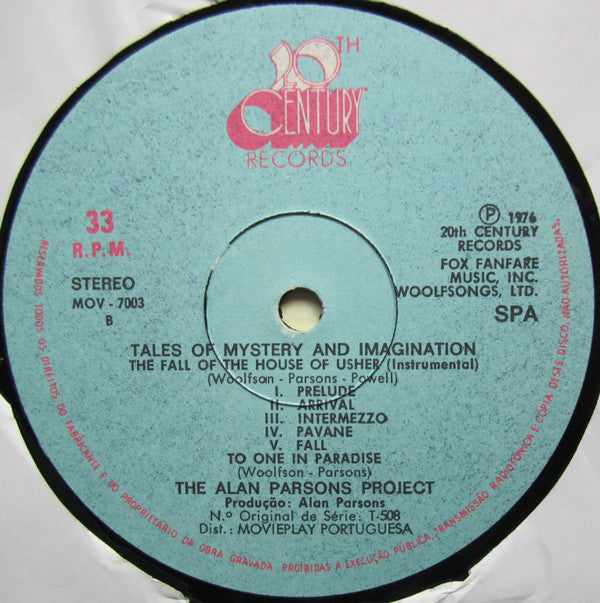 20TH
CENTURY
RECORDS
33
R.P.M.
STEREO
MOV - 7003
B
Ⓟ 1976
20th CENTURY
RECORDS
FOX FANFARE
MUSIC, INC.
WOOLFSONGS, LTD.
SPA
TALES OF MYSTERY AND IMAGINATION
THE FALL OF THE HOUSE OF USHER (Instrumental)
(Woolfson - Parsons - Powell)
I. PRELUDE
II. ARRIVAL
III. INTERMEZZO
IV. PAVANE
V. FALL
TO ONE IN PARADISE
(Woolfson - Parsons)
THE ALAN PARSONS PROJECT
Produção: Alan Parsons
N.º Original de Série: T-508
Dist.: MOVIEPLAY PORTUGUESA
RESERVADOS TODOS OS DIREITOS DO FABRICANTE E DO PROPRIETARIO DA OBRA GRAVADA. PROIBIDAS A EXECUÇÃO PÚBLICA, TRANSMISSÃO RADIOFÓNICA E CÓPIA DESTE DISCO, NÃO AUTORIZADAS.